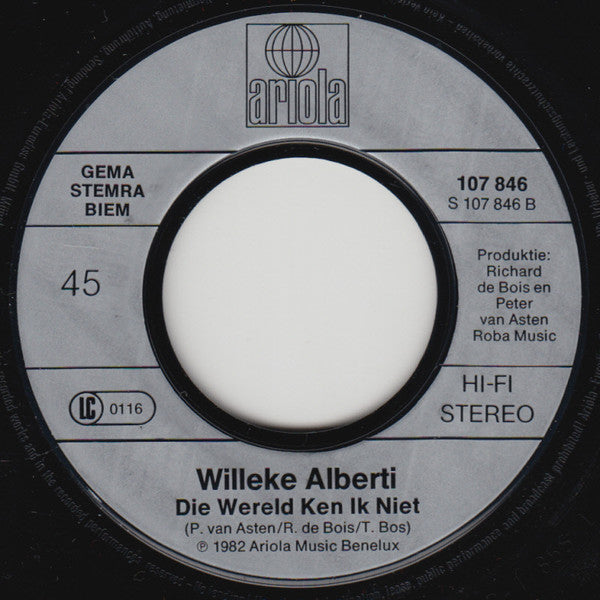 ariola
GEMA
STEMRA
BIEM
107 846
S 107 846 B
45
Produktie:
Richard
de Bois en
Peter
van Asten
Roba Music
LC 0116
HI-FI
STEREO
Willeke Alberti
Die Wereld Ken Ik Niet
(P. van Asten/R. de Bois/T. Bos)
℗ 1982 Ariola Music Benelux